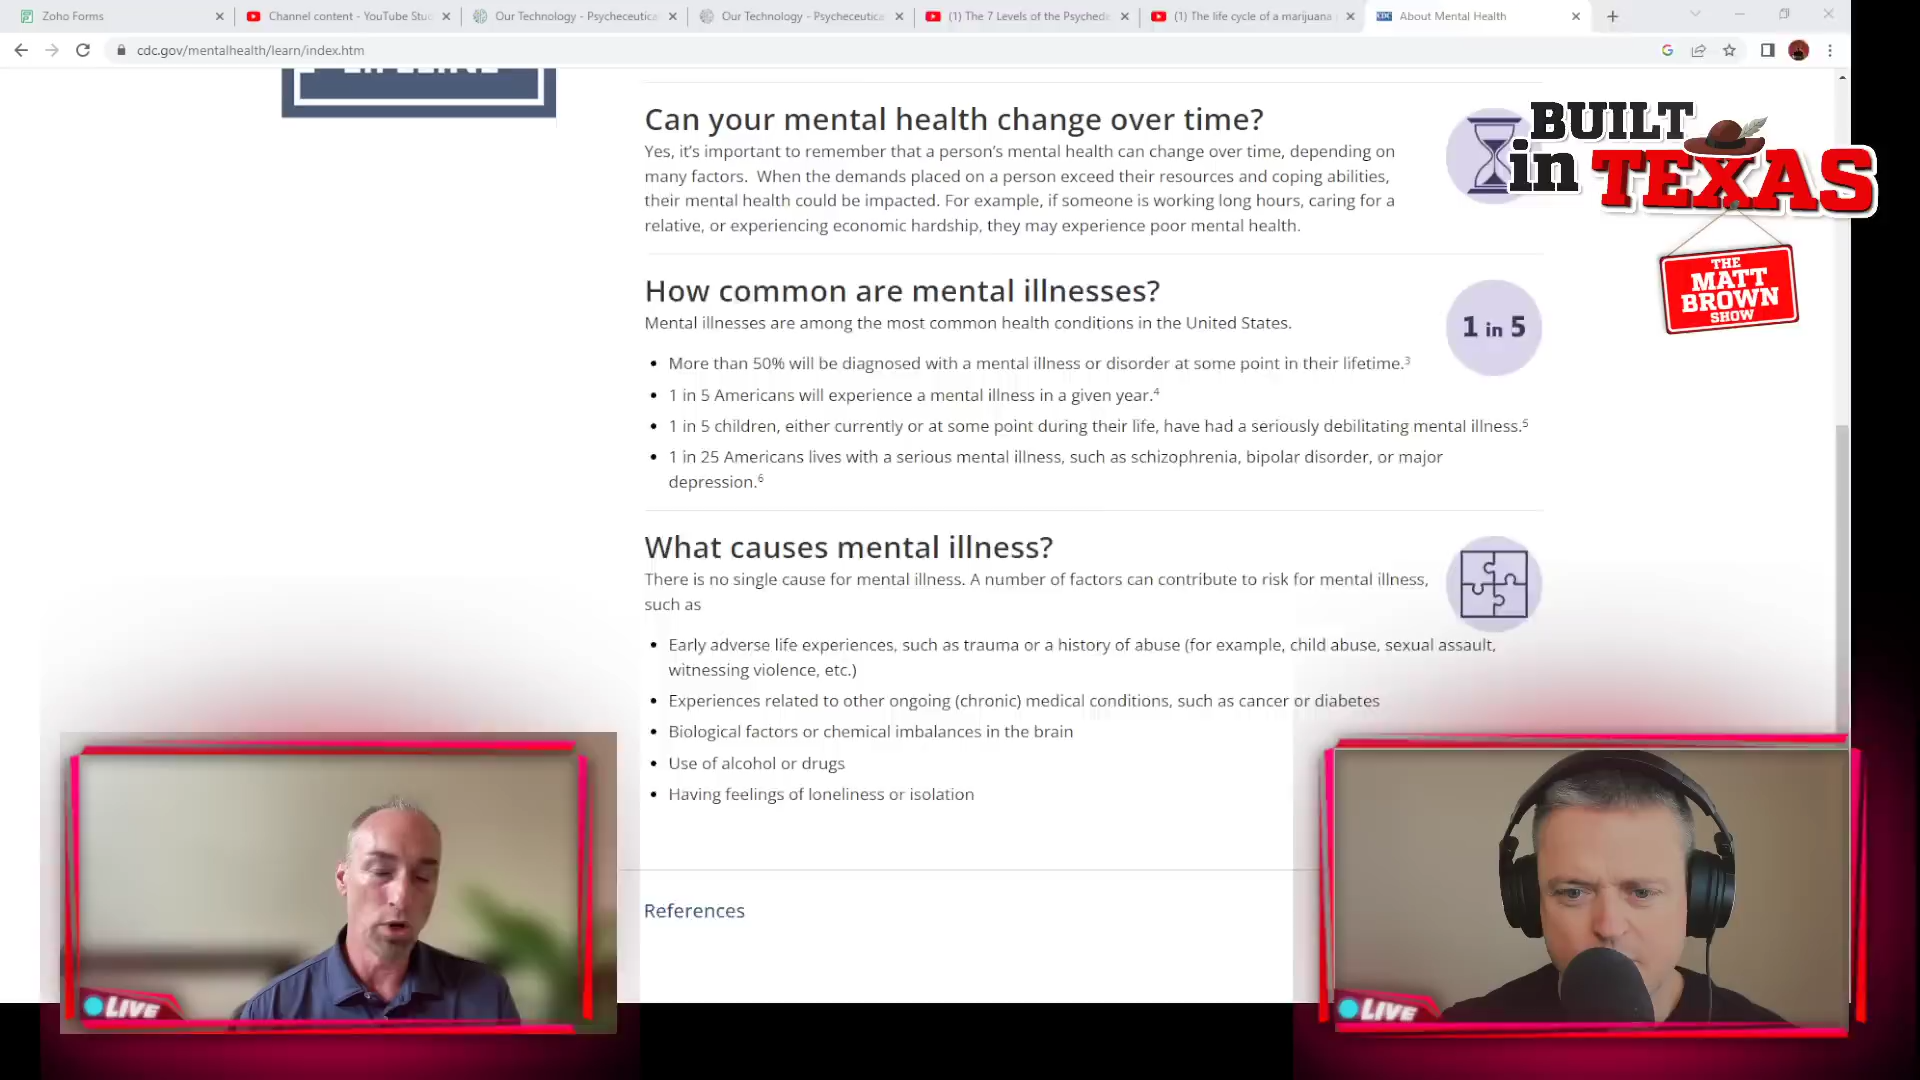 Zoho Forms
Channel content - YouTube Stud
Our Technology - Psycheceutica
Our Technology - Psycheceutica
(1) The 7 Levels of the Psyched
(1) The life cycle of a marijuana
CDC
About Mental Health
cdc.gov/mentalhealth/learn/index.htm
LIFELINE
Can your mental health change over time?
Yes, it's important to remember that a person's mental health can change over time, depending on
many factors.  When the demands placed on a person exceed their resources and coping abilities,
their mental health could be impacted. For example, if someone is working long hours, caring for a
relative, or experiencing economic hardship, they may experience poor mental health.
BUILT
in TEXAS
THE
MATT
BROWN
SHOW
How common are mental illnesses?
Mental illnesses are among the most common health conditions in the United States.
1 in 5
• More than 50% will be diagnosed with a mental illness or disorder at some point in their lifetime.³
• 1 in 5 Americans will experience a mental illness in a given year.⁴
• 1 in 5 children, either currently or at some point during their life, have had a seriously debilitating mental illness.⁵
• 1 in 25 Americans lives with a serious mental illness, such as schizophrenia, bipolar disorder, or major
depression.⁶
What causes mental illness?
There is no single cause for mental illness. A number of factors can contribute to risk for mental illness,
such as
• Early adverse life experiences, such as trauma or a history of abuse (for example, child abuse, sexual assault,
witnessing violence, etc.)
• Experiences related to other ongoing (chronic) medical conditions, such as cancer or diabetes
• Biological factors or chemical imbalances in the brain
• Use of alcohol or drugs
• Having feelings of loneliness or isolation
References
LIVE
LIVE